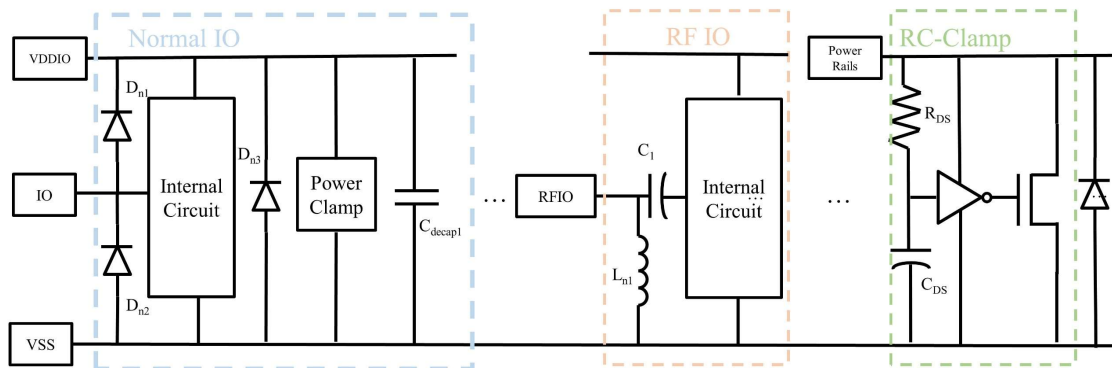 Normal IO
RF IO
RC-Clamp
VDDIO
Power
Rails
Dn1
RDS
Dn3
C1
IO
Internal
Circuit
Power
Clamp
Cdecap1
...
RFIO
Internal
Circuit
...
...
...
Ln1
CDS
Dn2
VSS